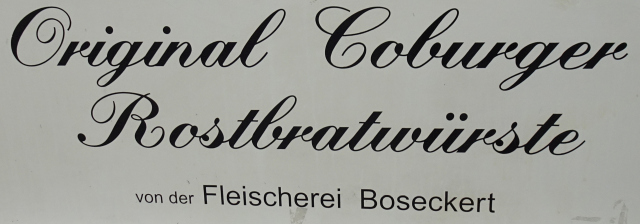 Original Coburger
Rostbratwürste
von der Fleischerei Boseckert